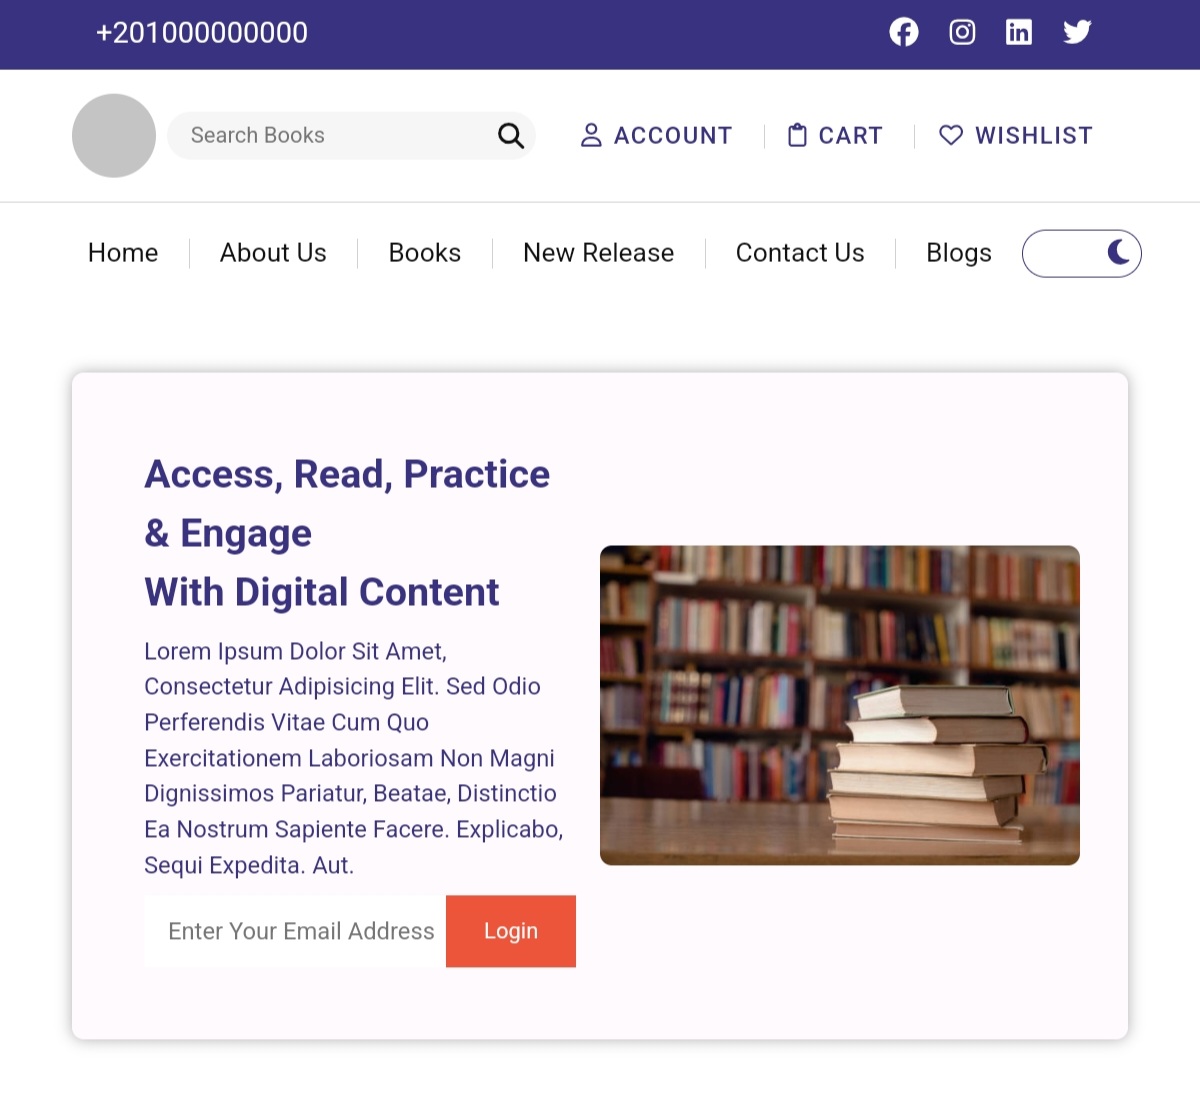 +201000000000
Search Books
ACCOUNT
CART
WISHLIST
Home
About Us
Books
New Release
Contact Us
Blogs
Access, Read, Practice
& Engage
With Digital Content
Lorem Ipsum Dolor Sit Amet,
Consectetur Adipisicing Elit. Sed Odio
Perferendis Vitae Cum Quo
Exercitationem Laboriosam Non Magni
Dignissimos Pariatur, Beatae, Distinctio
Ea Nostrum Sapiente Facere. Explicabo,
Sequi Expedita. Aut.
Enter Your Email Address
Login